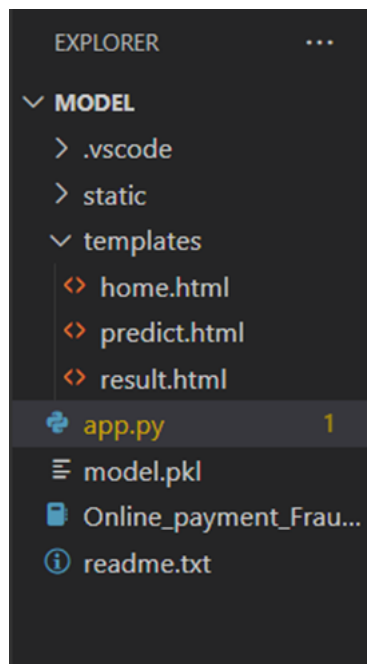 EXPLORER ...
MODEL
.vscode
static
templates
home.html
predict.html
result.html
app.py 1
model.pkl
Online_payment_Frau...
readme.txt